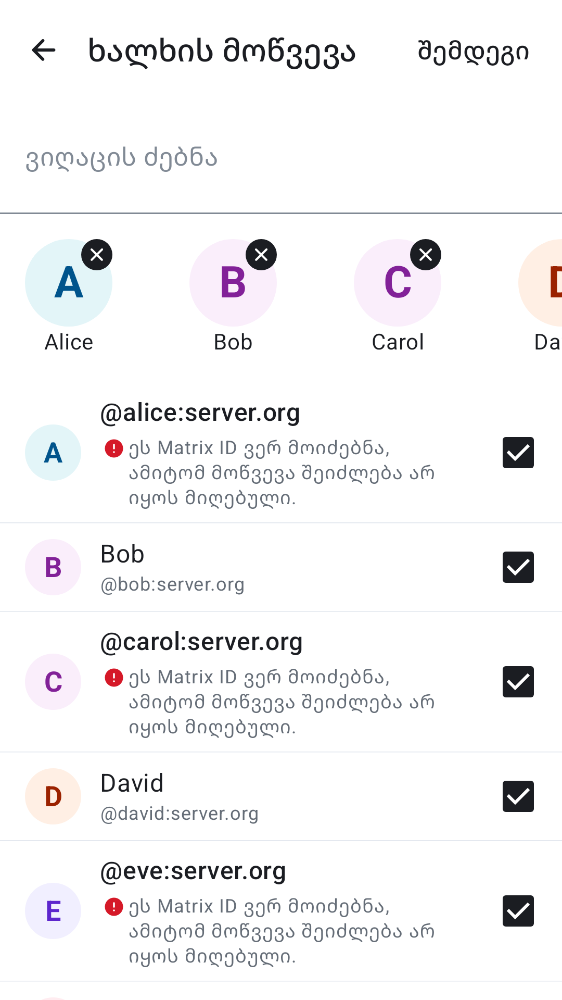 ხალხის მოწვევა
შემდეგი
ვიღაცის ძებნა
A
B
C
Alice
Bob
Carol
Da
A
@alice:server.org
ეს Matrix ID ვერ მოიძებნა,
ამიტომ მოწვევა შეიძლება არ
იყოს მიღებული.
B
Bob
@bob:server.org
C
@carol:server.org
ეს Matrix ID ვერ მოიძებნა,
ამიტომ მოწვევა შეიძლება არ
იყოს მიღებული.
D
David
@david:server.org
E
@eve:server.org
ეს Matrix ID ვერ მოიძებნა,
ამიტომ მოწვევა შეიძლება არ
იყოს მიღებული.